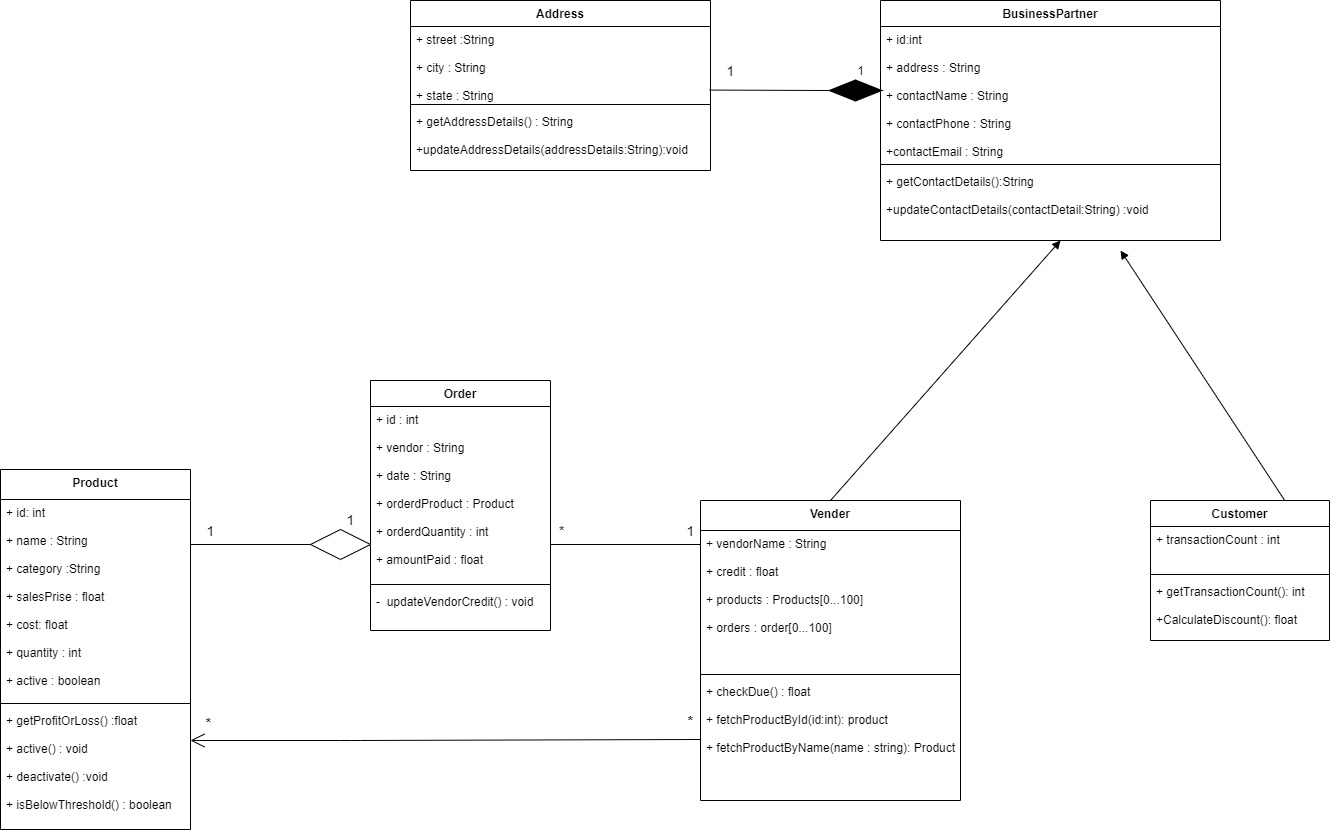 Address
+ street :String
+ city : String
+ state : String
+ getAddressDetails() : String
+updateAddressDetails(addressDetails:String):void
1
1
BusinessPartner
+ id:int
+ address : String
+ contactName : String
+ contactPhone : String
+contactEmail : String
+ getContactDetails():String
+updateContactDetails(contactDetail:String) :void
Order
+ id : int
+ vendor : String
+ date : String
+ orderdProduct : Product
+ orderdQuantity : int
+ amountPaid : float
- updateVendorCredit() : void
Product
+ id: int
+ name : String
+ category :String
+ salesPrise : float
+ cost: float
+ quantity : int
+ active : boolean
+ getProfitOrLoss() :float
+ active() : void
+ deactivate() :void
+ isBelowThreshold() : boolean
1
1
*
1
*
*
Vender
+ vendorName : String
+ credit : float
+ products : Products[0...100]
+ orders : order[0...100]
+ checkDue() : float
+ fetchProductById(id:int): product
+ fetchProductByName(name : string): Product
Customer
+ transactionCount : int
+ getTransactionCount(): int
+CalculateDiscount(): float